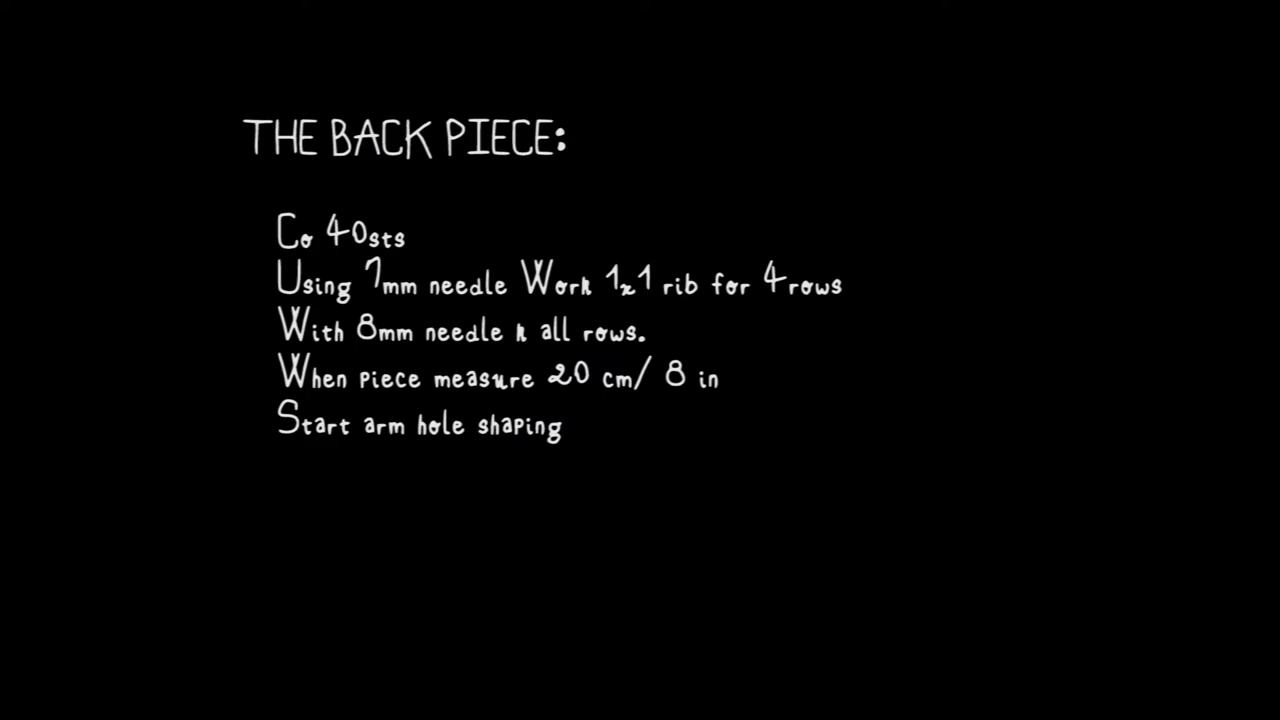 THE BACK PIECE:
Co 40sts
Using 7mm needle Work 1x1 rib for 4rows
With 8mm needle k all rows.
When piece measure 20 cm/ 8 in
Start arm hole shaping